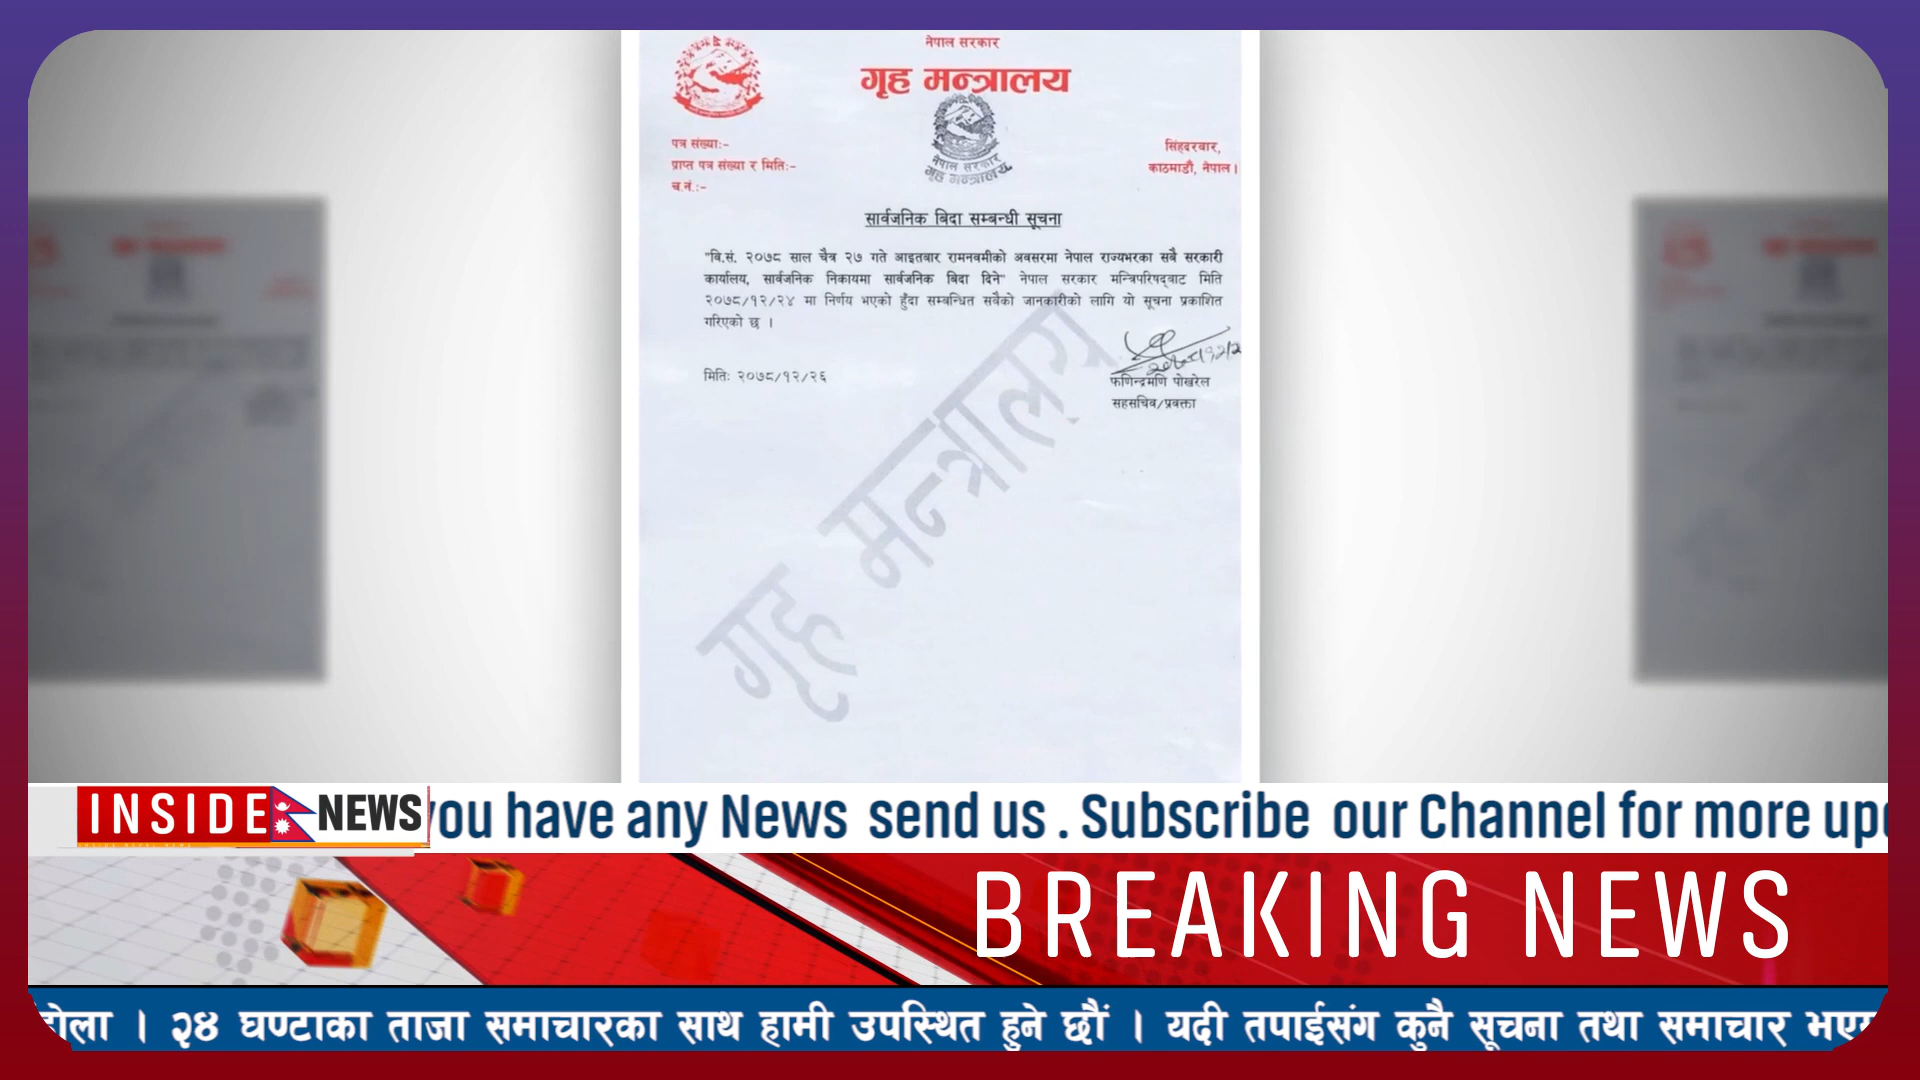 नेपाल सरकार
गृह मन्त्रालय
नेपाल सरकार
गृह मन्त्रालय
पत्र संख्या:-
प्राप्त पत्र संख्या र मिति:-
च.नं.:-
सिंहदरवार,
काठमाडौं, नेपाल।
सार्वजनिक बिदा सम्बन्धी सूचना
"वि.सं. २०७८ साल चैत्र २७ गते आइतबार रामनवमीको अवसरमा नेपाल राज्यभरका सबै सरकारी
कार्यालय, सार्वजनिक निकायमा सार्वजनिक बिदा दिने" नेपाल सरकार मन्त्रिपरिषद्‌बाट मिति
२०७८/१२/२४ मा निर्णय भएको हुँदा सम्बन्धित सबैको जानकारीको लागि यो सूचना प्रकाशित
गरिएको छ ।
मितिः २०७८/१२/२६
फणिन्द्रमणि पोखरेल
सहसचिव/प्रवक्ता
गृह मन्त्रालय
INSIDE NEWS
you have any News send us . Subscribe our Channel for more
BREAKING NEWS
। २४ घण्टाका ताजा समाचारका साथ हामी उपस्थित हुने छौं । यदी तपाईसंग कुनै सूचना तथा समाचार